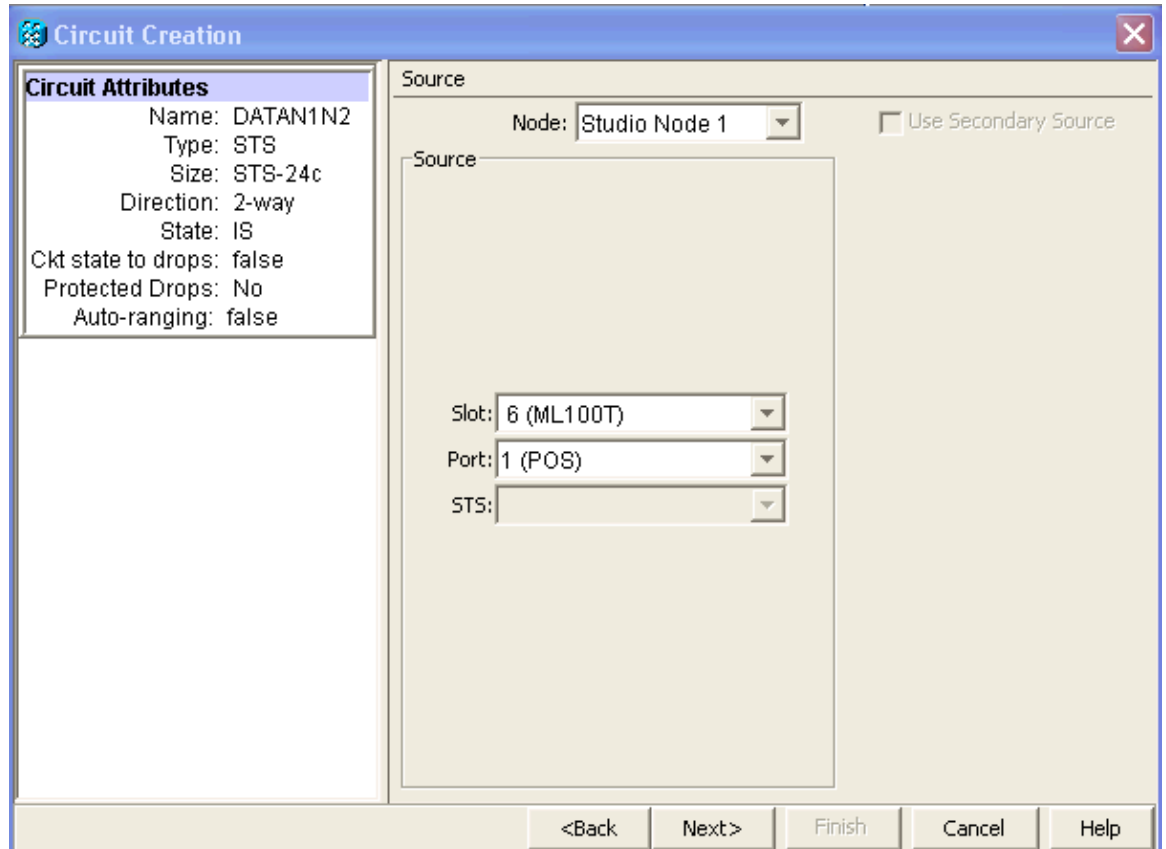 Circuit Creation
Circuit Attributes
Name: DATAN1N2
Type: STS
Size: STS-24c
Direction: 2-way
State: IS
Ckt state to drops: false
Protected Drops: No
Auto-ranging: false
Source
Node: Studio Node 1
Use Secondary Source
Source
Slot: 6 (ML100T)
Port: 1 (POS)
STS:
<Back Next> Finish Cancel Help